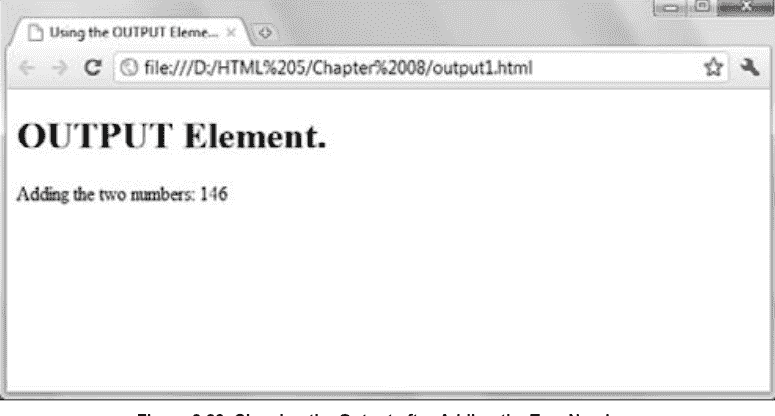 Using the OUTPUT Eleme...
file:///D:/HTML%205/Chapter%2008/output1.html
OUTPUT Element.
Adding the two numbers: 146